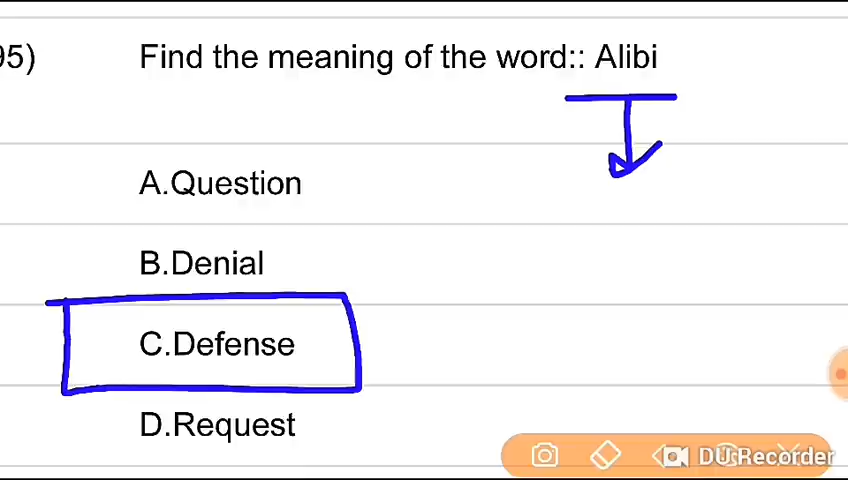 95) Find the meaning of the word:: Alibi
A.Question
B.Denial
C.Defense
D.Request
DU Recorder